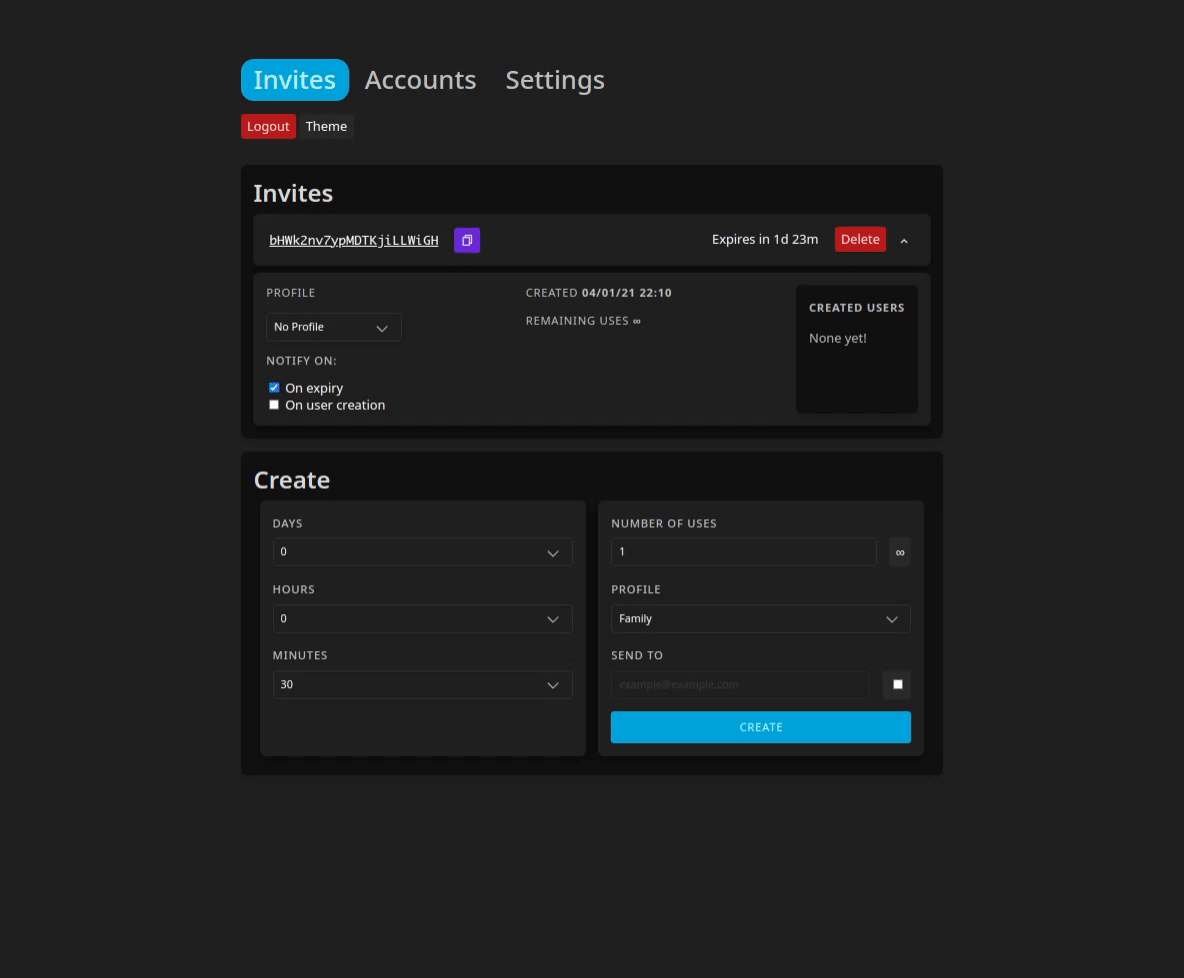 Invites Accounts Settings
Logout Theme
Invites
bHWk2nv7ypMDTKjiLLWiGH Expires in 1d 23m Delete
PROFILE
No Profile
NOTIFY ON:
On expiry
On user creation
CREATED 04/01/21 22:10
REMAINING USES ∞
CREATED USERS
None yet!
Create
DAYS
0
HOURS
0
MINUTES
30
NUMBER OF USES
1 ∞
PROFILE
Family
SEND TO
example@example.com
CREATE